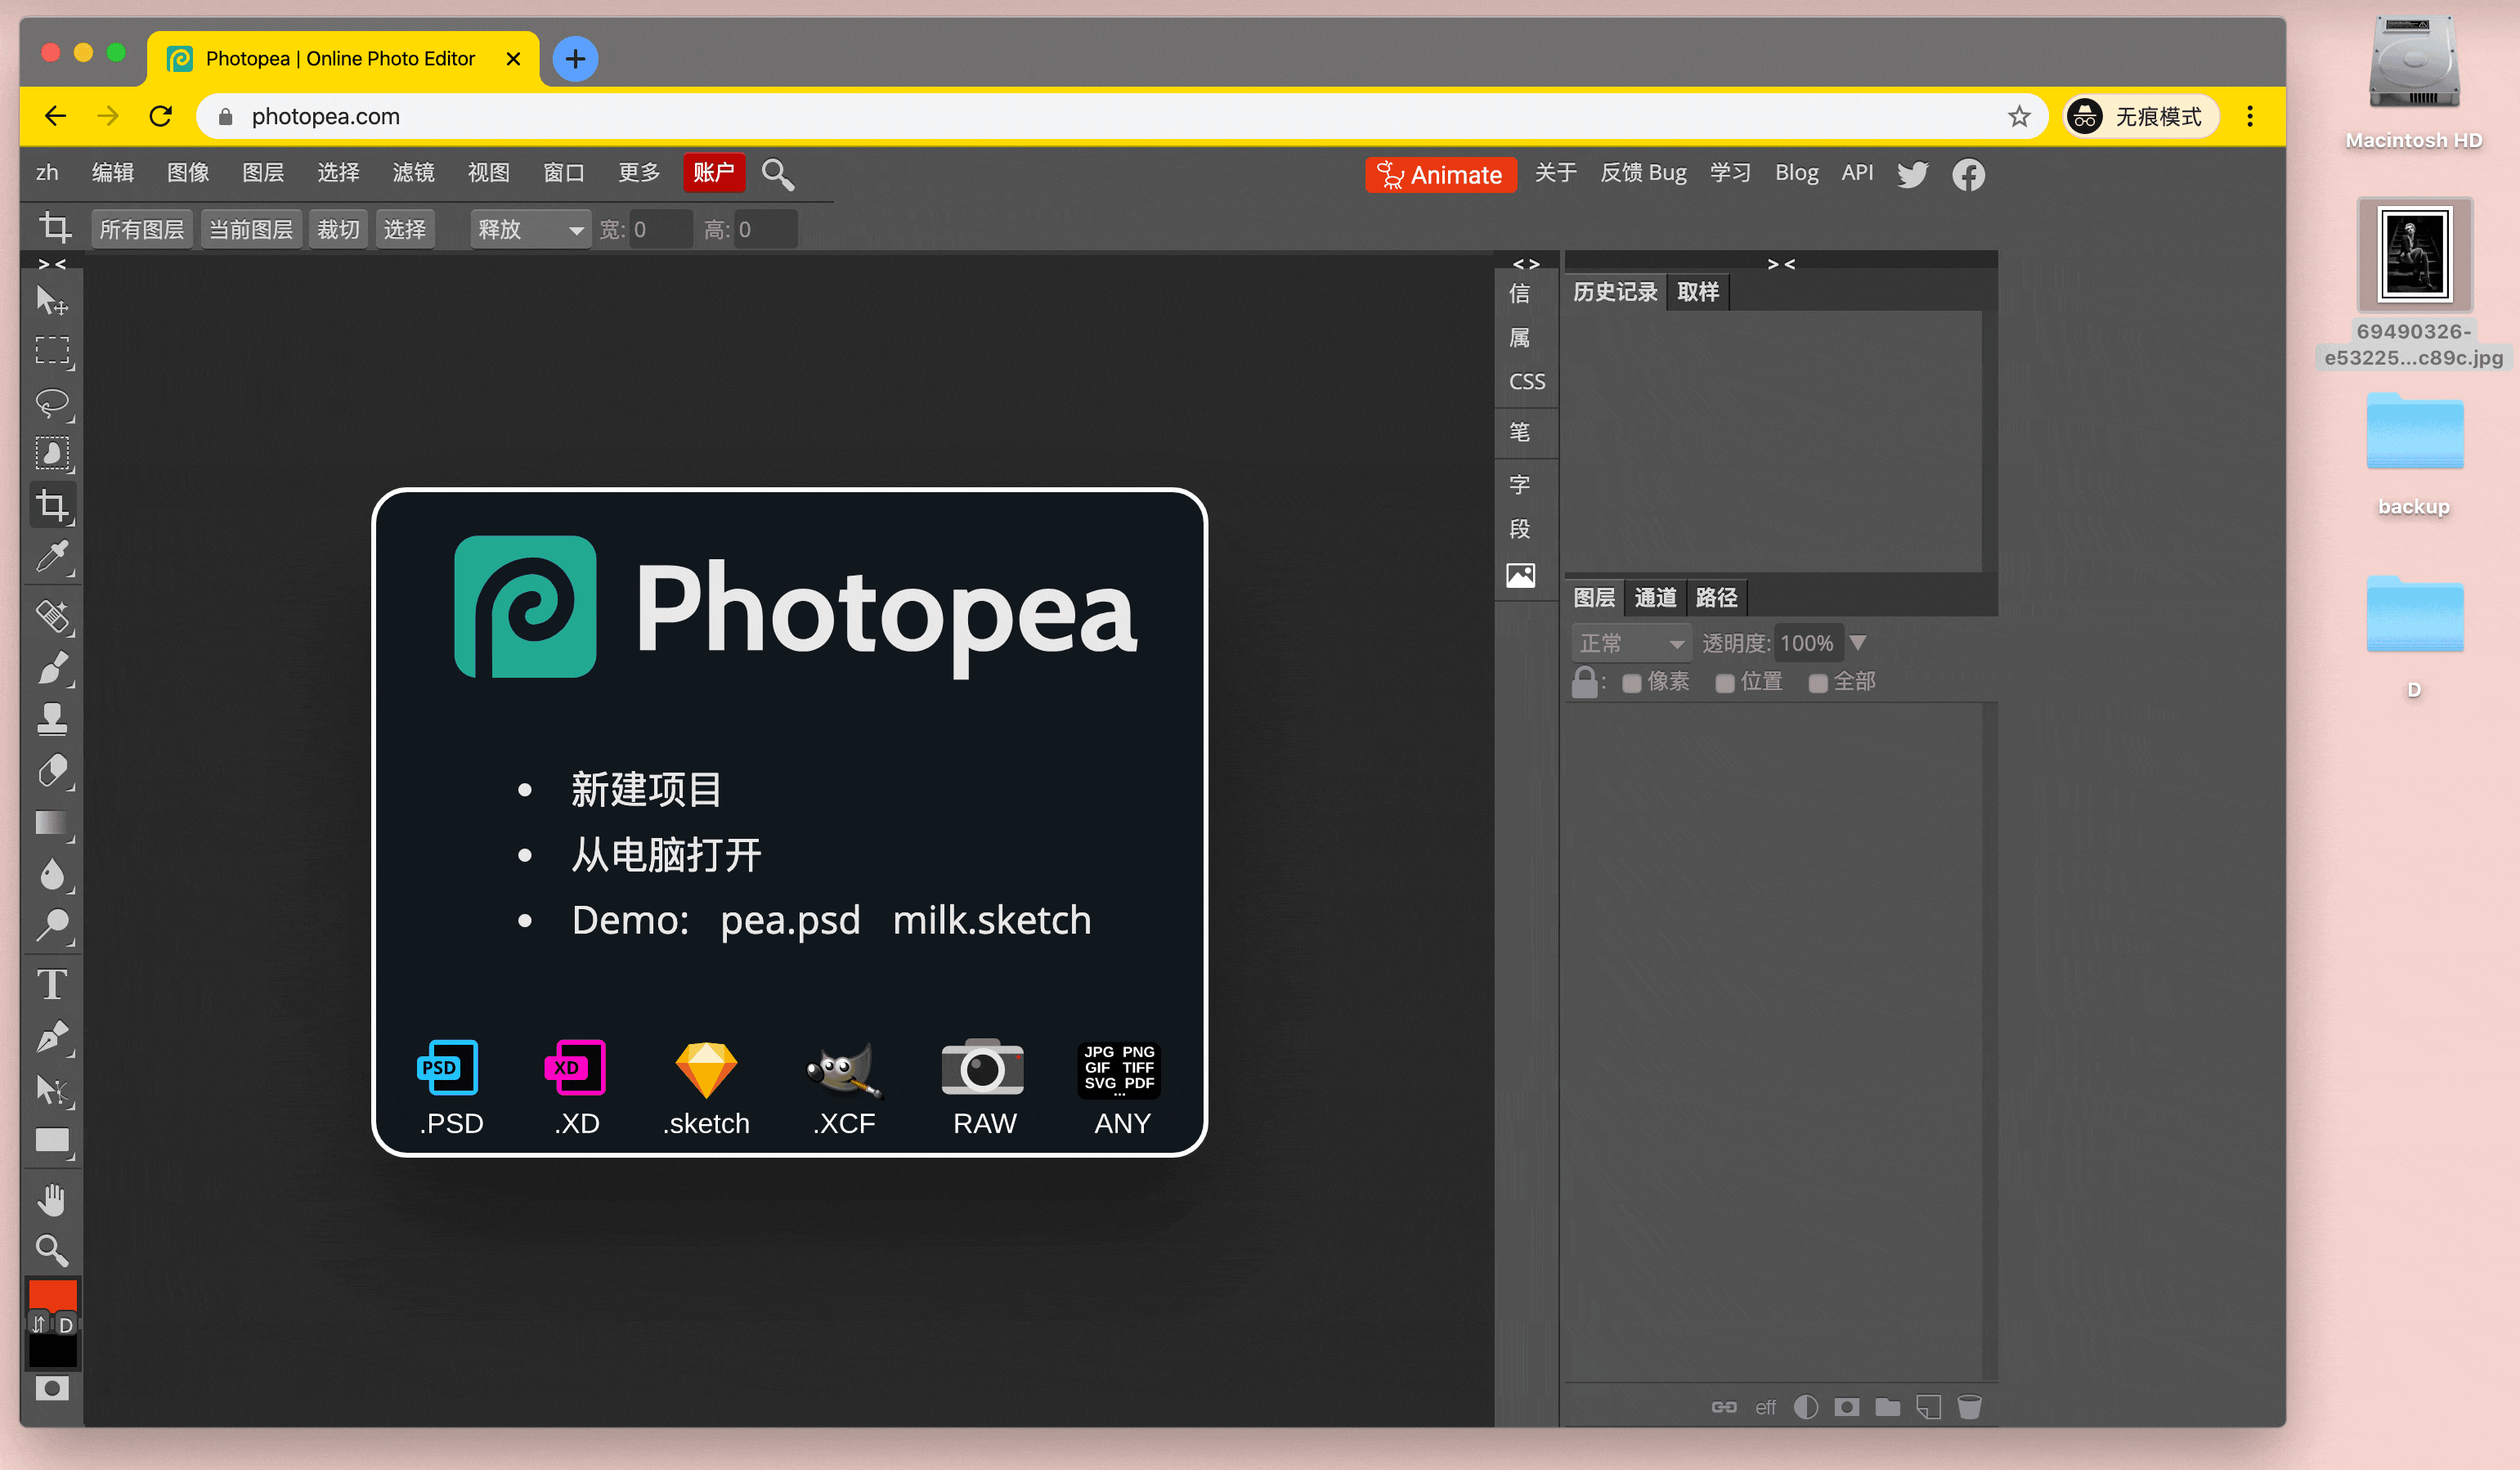 Photopea | Online Photo Editor
photopea.com
无痕模式
zh 编辑 图像 图层 选择 滤镜 视图 窗口 更多 账户
Animate 关于 反馈 Bug 学习 Blog API
所有图层 当前图层 裁切 选择 释放 宽: 0 高: 0
> <
< >
> <
信
属
CSS
笔
字
段
历史记录 取样
图层 通道 路径
正常 透明度: 100%
: 像素 位置 全部
eff
Photopea
新建项目
从电脑打开
Demo: pea.psd milk.sketch
PSD
XD
JPG PNG
GIF TIFF
SVG PDF
...
.PSD .XD .sketch .XCF RAW ANY
T
D
Macintosh HD
69490326-
e53225...c89c.jpg
backup
D